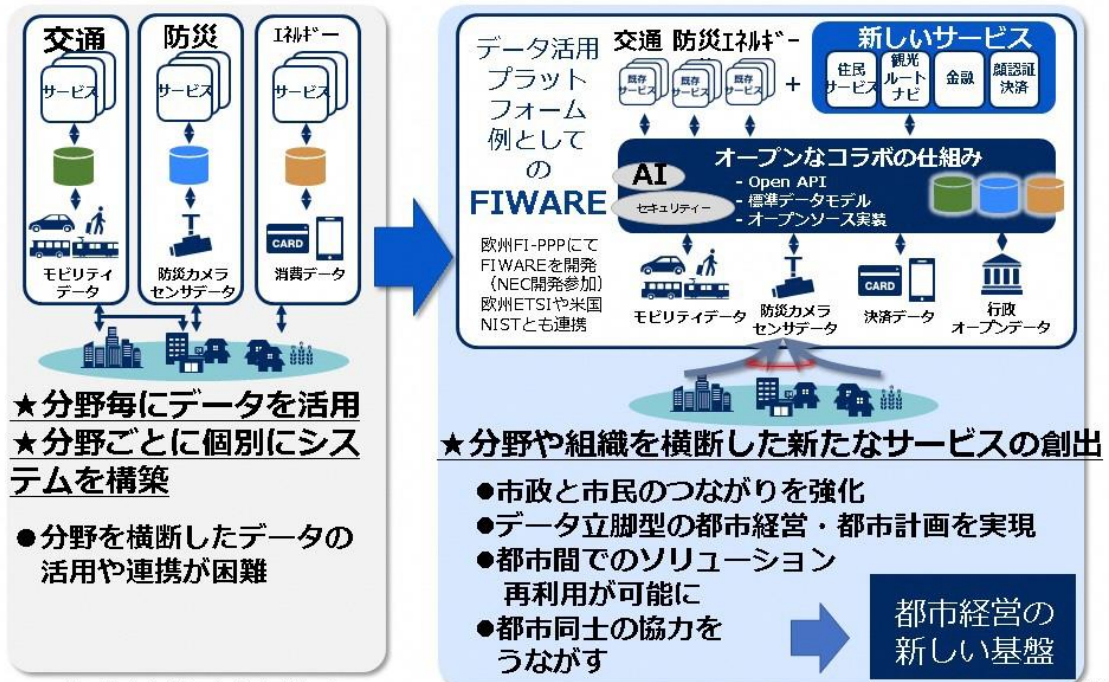 交通
サービス
モビリティ
データ
防災
サービス
防災カメラ
センサデータ
エネルギー
サービス
CARD
消費データ
★分野毎にデータを活用
★分野ごとに個別にシス
テムを構築
●分野を横断したデータの
活用や連携が困難
データ活用
プラット
フォーム
例として
の
FIWARE
欧州FI-PPPにて
FIWAREを開発
(NEC開発参加)
欧州ETSIや米国
NISTとも連携
交通 防災エネルギー
既存
サービス
既存
サービス
既存
サービス
+
新しいサービス
住民
サービス
観光
ルート
ナビ
金融
顔認証
決済
オープンなコラボの仕組み
AI
セキュリティー
- Open API
- 標準データモデル
- オープンソース実装
モビリティデータ
防災カメラ
センサデータ
CARD
決済データ
行政
オープンデータ
★分野や組織を横断した新たなサービスの創出
●市政と市民のつながりを強化
●データ立脚型の都市経営・都市計画を実現
●都市間でのソリューション
再利用が可能に
●都市同士の協力を
うながす
都市経営の
新しい基盤